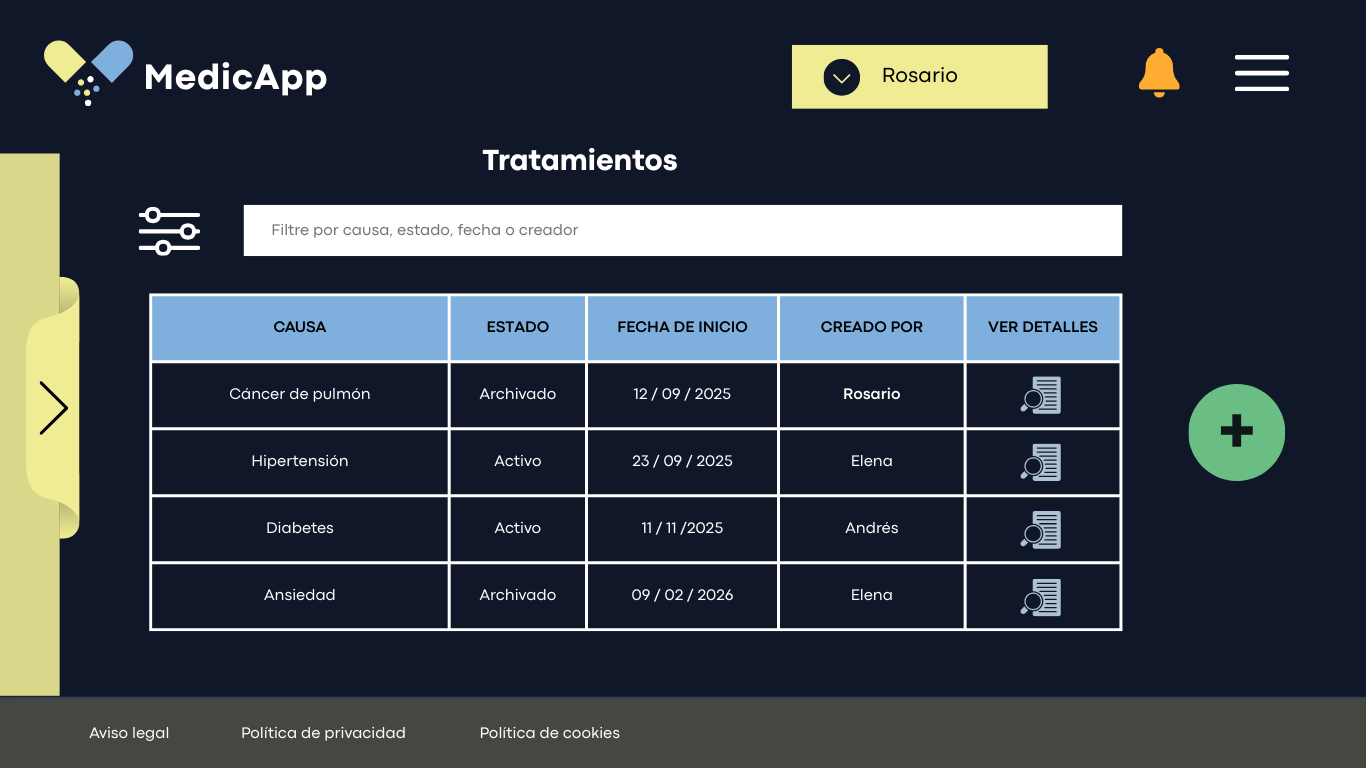 MedicApp
Rosario
Tratamientos
Filtre por causa, estado, fecha o creador
CAUSA ESTADO FECHA DE INICIO CREADO POR VER DETALLES
Cáncer de pulmón Archivado 12 / 09 / 2025 Rosario
Hipertensión Activo 23 / 09 / 2025 Elena
Diabetes Activo 11 / 11 /2025 Andrés
Ansiedad Archivado 09 / 02 / 2026 Elena
Aviso legal Política de privacidad Política de cookies